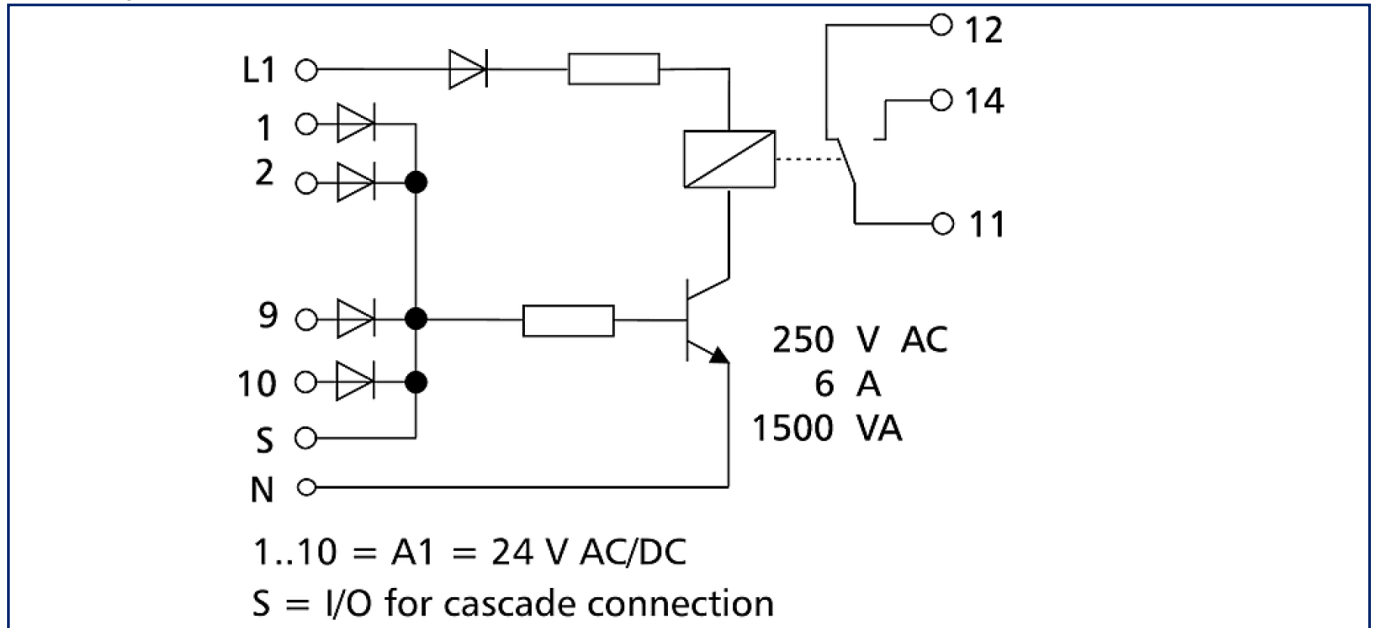 12
L1
14
1
2
11
9
250 V AC
10
6 A
1500 VA
S
N
1..10 = A1 = 24 V AC/DC
S = I/O for cascade connection